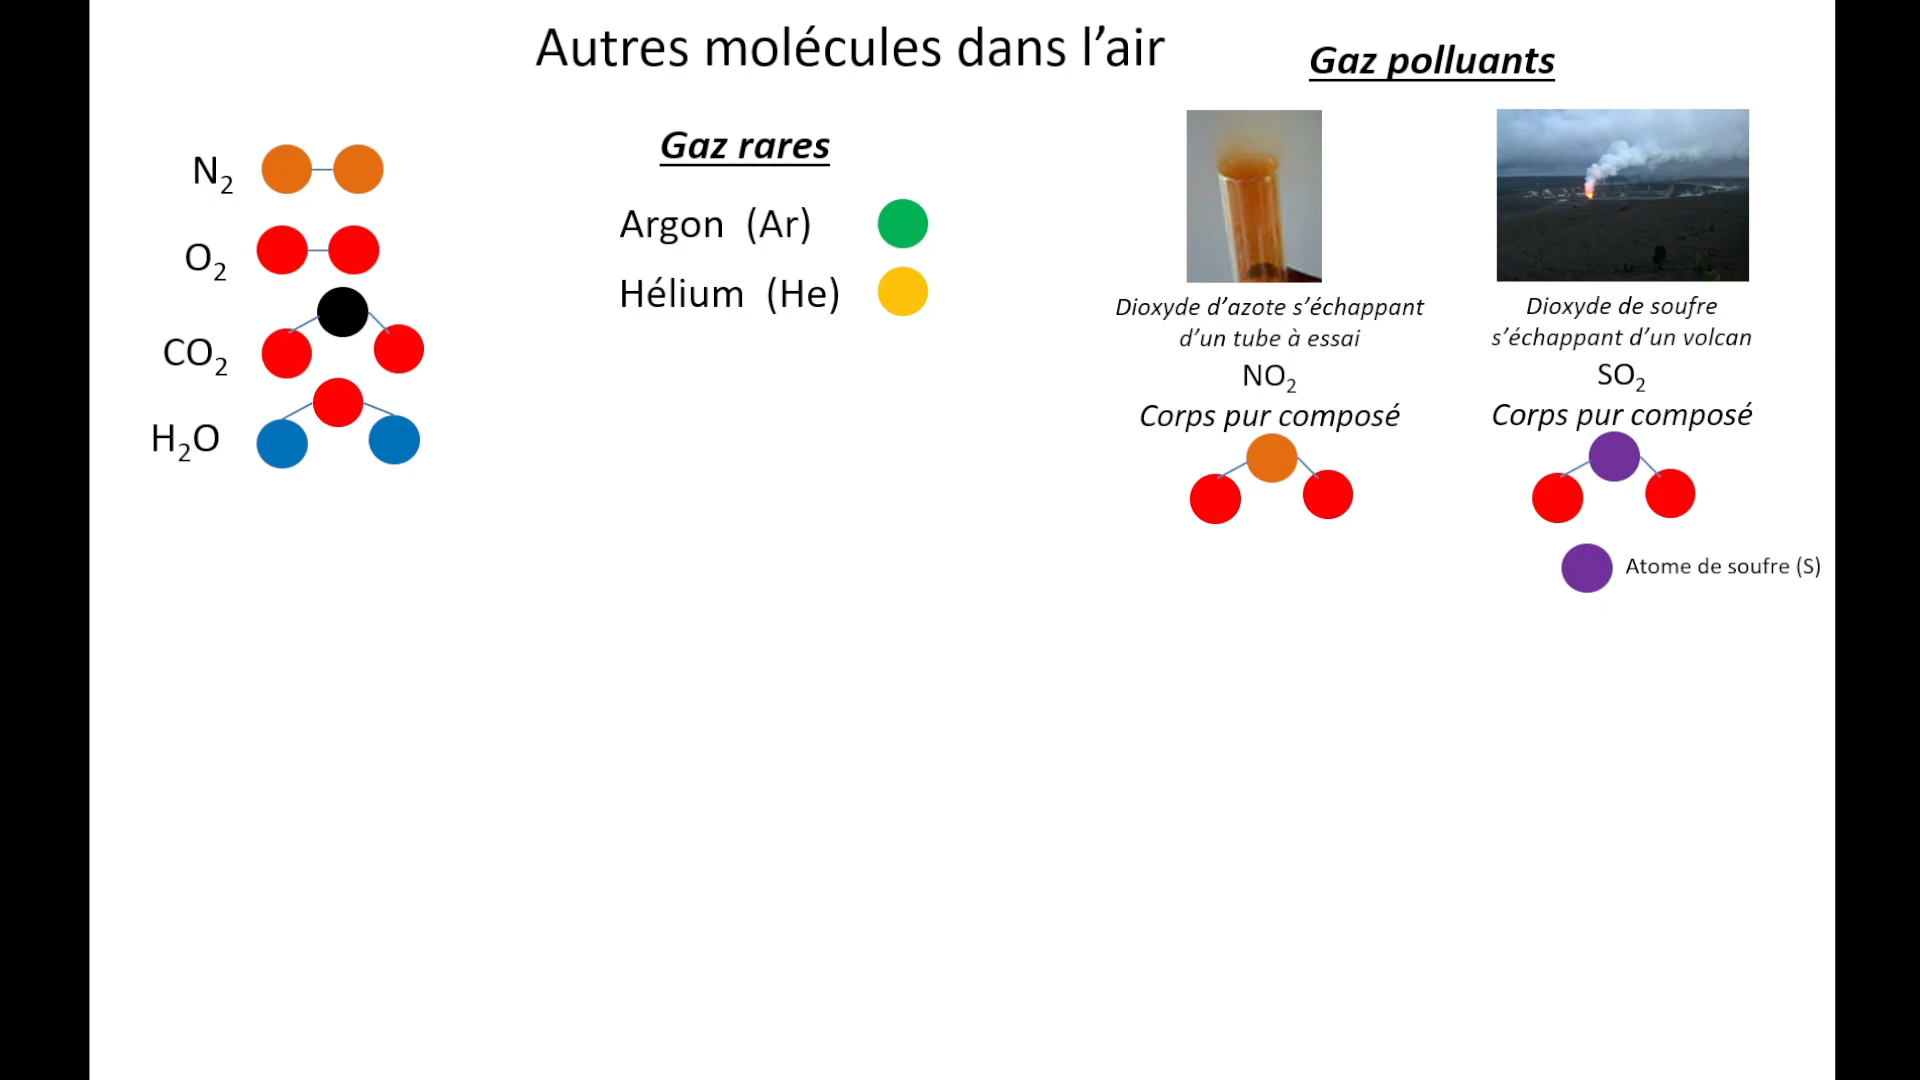 Autres molécules dans l’air
N₂
O₂
CO₂
H₂O
Gaz rares
Argon (Ar)
Hélium (He)
Gaz polluants
Dioxyde d’azote s’échappant
d’un tube à essai
NO₂
Corps pur composé
Dioxyde de soufre
s’échappant d’un volcan
SO₂
Corps pur composé
Atome de soufre (S)